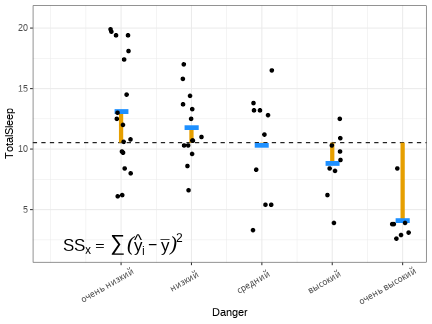 20
15
10
5
TotalSleep
SSx = ∑(ŷi − y̅)²
очень низкий
низкий
средний
высокий
очень высокий
Danger